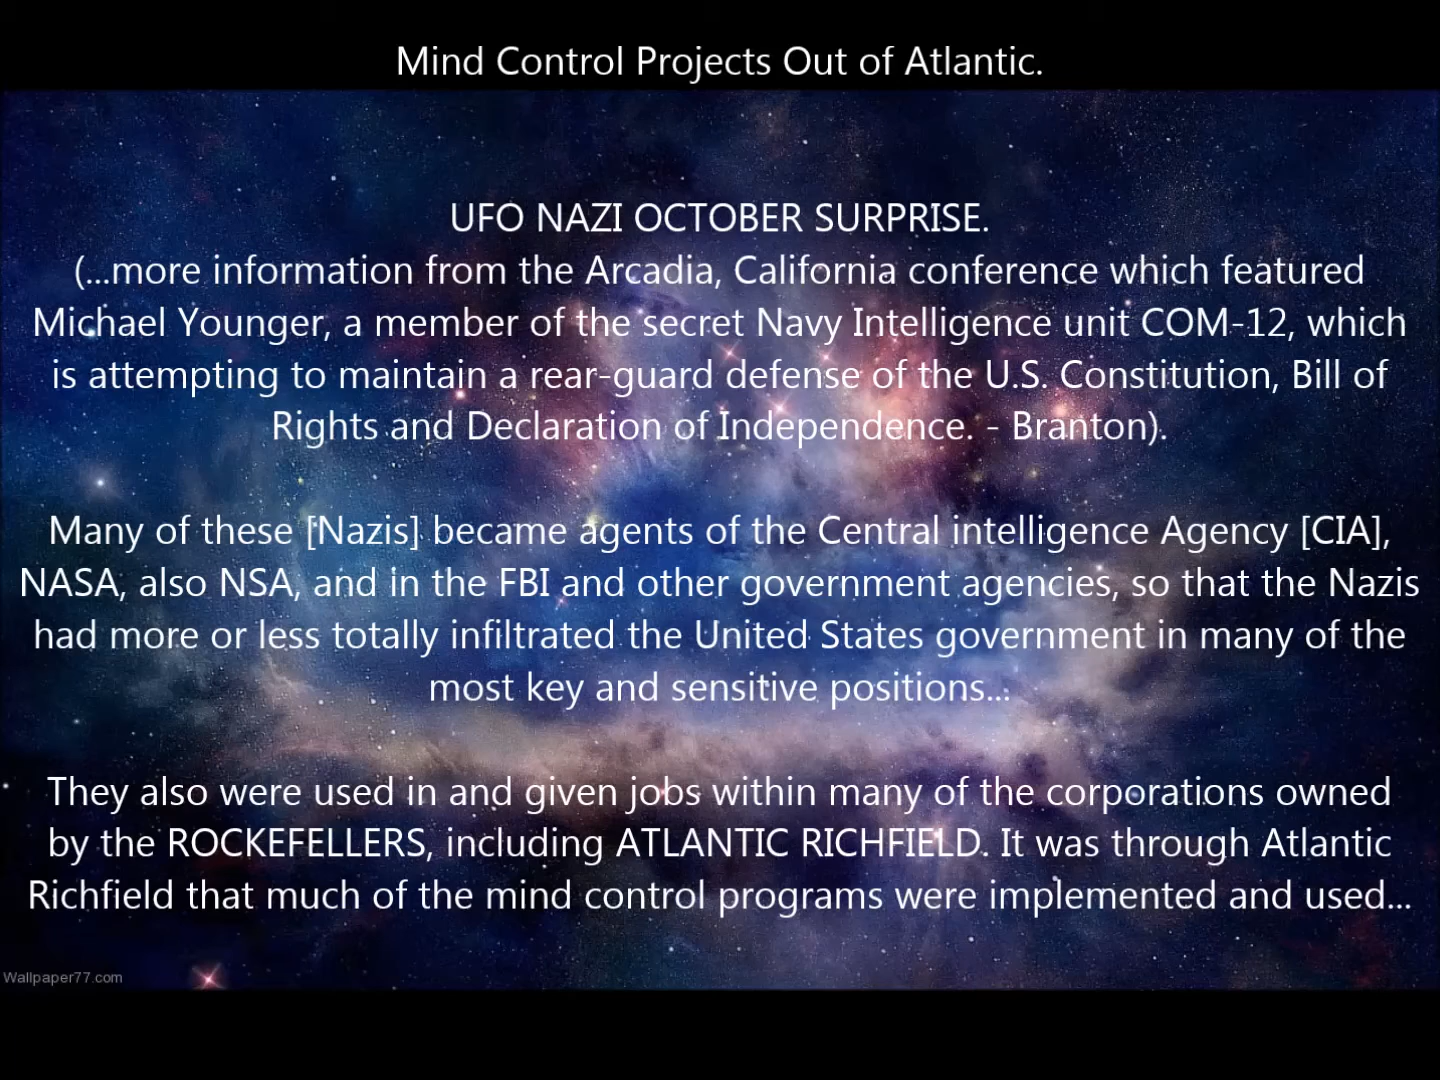 Mind Control Projects Out of Atlantic.
UFO NAZI OCTOBER SURPRISE.
(...more information from the Arcadia, California conference which featured
Michael Younger, a member of the secret Navy Intelligence unit COM-12, which
is attempting to maintain a rear-guard defense of the U.S. Constitution, Bill of
Rights and Declaration of Independence. - Branton).
Many of these [Nazis] became agents of the Central intelligence Agency [CIA],
NASA, also NSA, and in the FBI and other government agencies, so that the Nazis
had more or less totally infiltrated the United States government in many of the
most key and sensitive positions...
They also were used in and given jobs within many of the corporations owned
by the ROCKEFELLERS, including ATLANTIC RICHFIELD. It was through Atlantic
Richfield that much of the mind control programs were implemented and used...
Wallpaper77.com